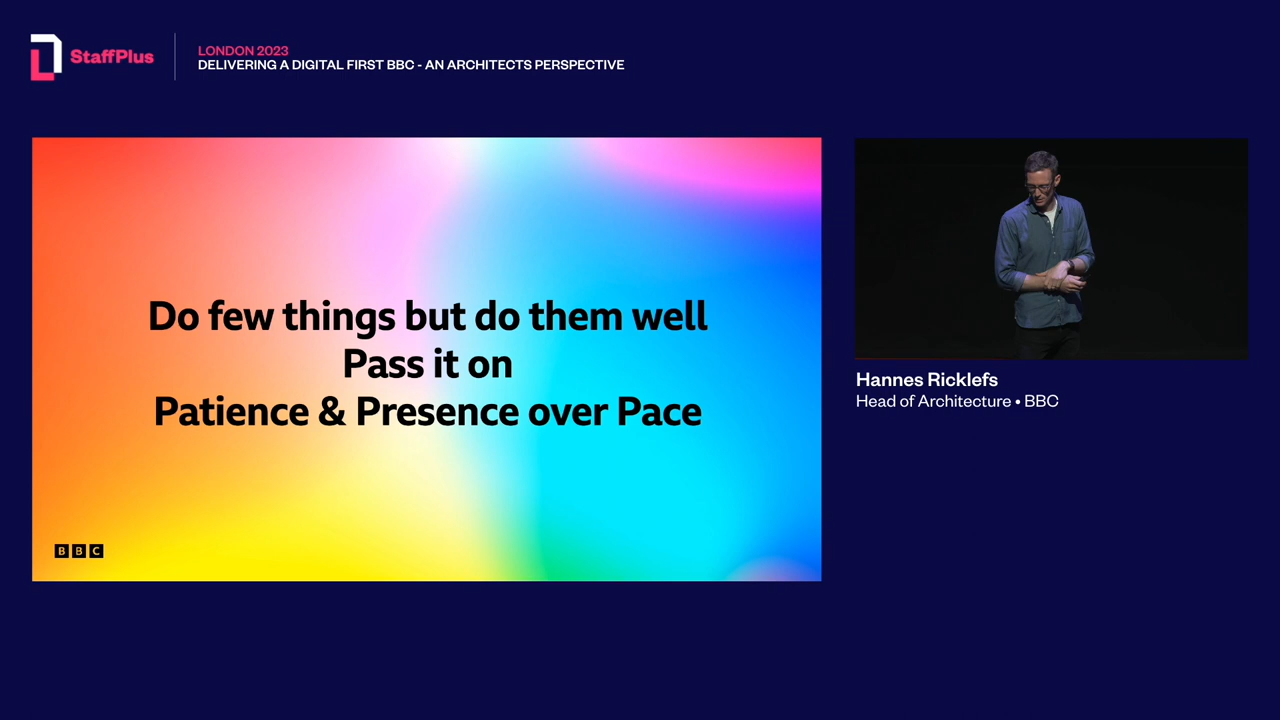 StaffPlus
LONDON 2023
DELIVERING A DIGITAL FIRST BBC - AN ARCHITECTS PERSPECTIVE
Do few things but do them well
Pass it on
Patience & Presence over Pace
BBC
Hannes Ricklefs
Head of Architecture • BBC